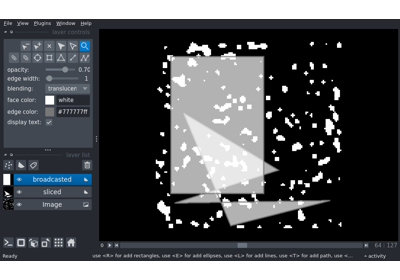 File View Plugins Window Help
layer controls
opacity: 0.70
edge width: 1
blending: translucen
face color: white
edge color: #777777ff
display text:
layer list
broadcasted
sliced
Image
64 127
Ready
use <R> for add rectangles, use <E> for add ellipses, use <L> for add lines, use <T> for add path, use <...
activity